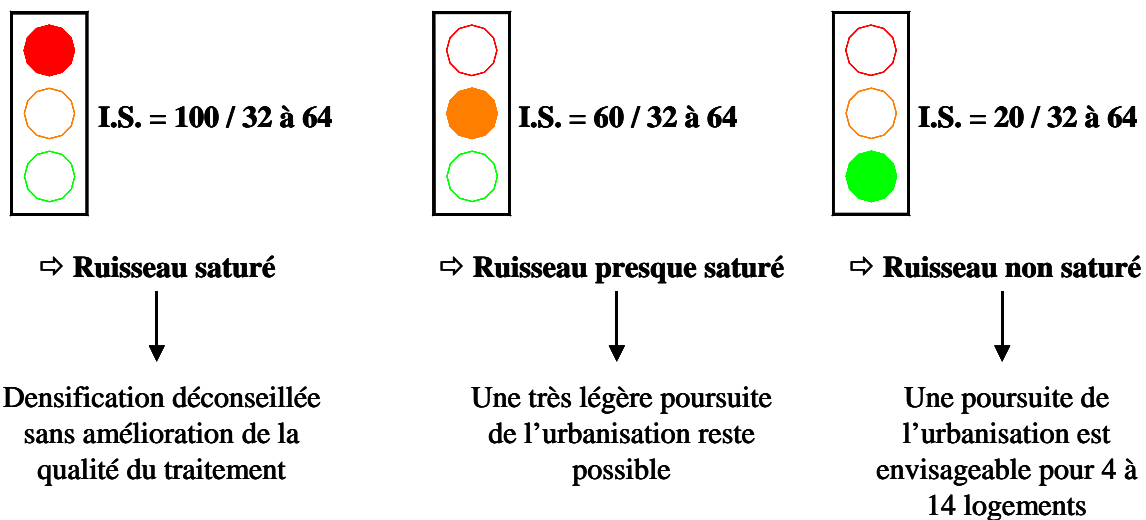 I.S. = 100 / 32 à 64
⇨ Ruisseau saturé
Densification déconseillée
sans amélioration de la
qualité du traitement
I.S. = 60 / 32 à 64
⇨ Ruisseau presque saturé
Une très légère poursuite
de l’urbanisation reste
possible
I.S. = 20 / 32 à 64
⇨ Ruisseau non saturé
Une poursuite de
l’urbanisation est
envisageable pour 4 à
14 logements